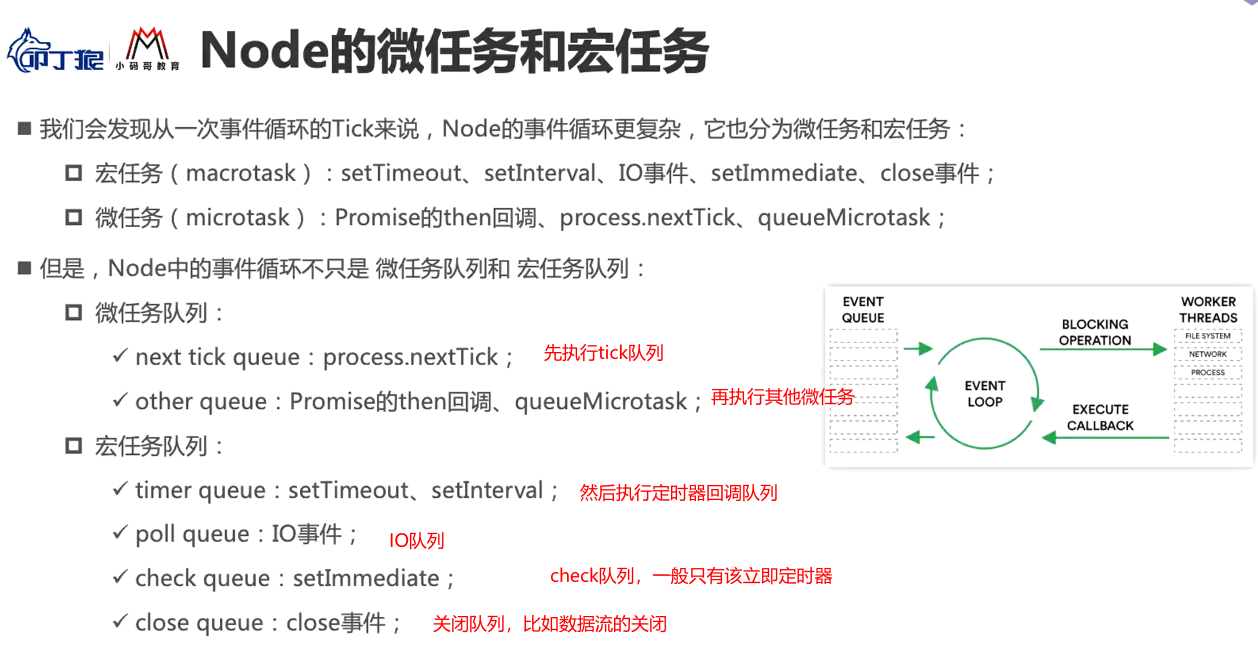 叩丁狼 小码哥教育 Node的微任务和宏任务
我们会发现从一次事件循环的Tick来说，Node的事件循环更复杂，它也分为微任务和宏任务：
宏任务（macrotask）：setTimeout、setInterval、IO事件、setImmediate、close事件；
微任务（microtask）：Promise的then回调、process.nextTick、queueMicrotask；
但是，Node中的事件循环不只是 微任务队列和 宏任务队列：
微任务队列：
✓ next tick queue：process.nextTick； 先执行tick队列
✓ other queue：Promise的then回调、queueMicrotask； 再执行其他微任务
宏任务队列：
✓ timer queue：setTimeout、setInterval； 然后执行定时器回调队列
✓ poll queue：IO事件； IO队列
✓ check queue：setImmediate； check队列，一般只有该立即定时器
✓ close queue：close事件； 关闭队列，比如数据流的关闭
EVENT
QUEUE
EVENT
LOOP
BLOCKING
OPERATION
EXECUTE
CALLBACK
WORKER
THREADS
FILE SYSTEM
NETWORK
PROCESS